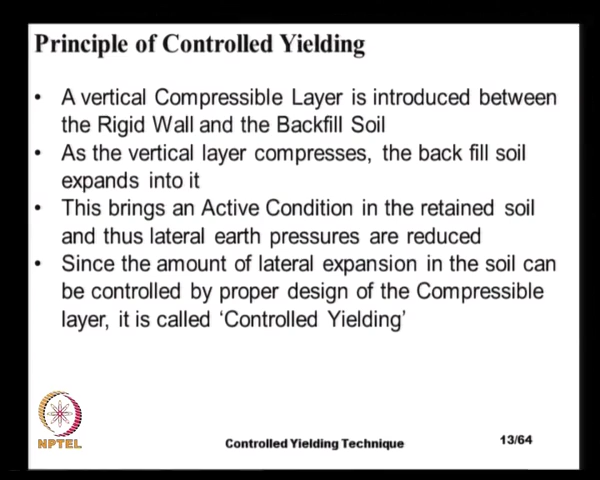 Principle of Controlled Yielding
• A vertical Compressible Layer is introduced between
the Rigid Wall and the Backfill Soil
• As the vertical layer compresses, the back fill soil
expands into it
• This brings an Active Condition in the retained soil
and thus lateral earth pressures are reduced
• Since the amount of lateral expansion in the soil can
be controlled by proper design of the Compressible
layer, it is called ‘Controlled Yielding’
NPTEL
Controlled Yielding Technique
13/64